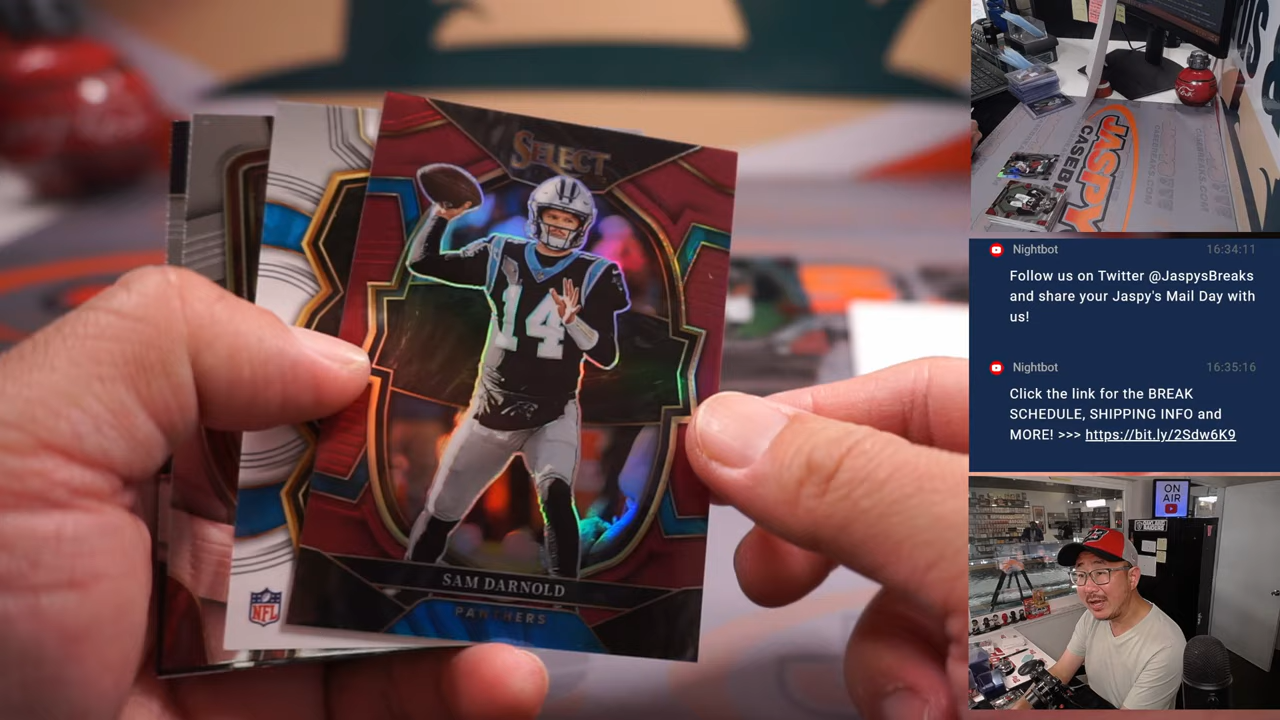 SELECT
14
SAM DARNOLD
PANTHERS
NFL
JASPY
CASEB
Nightbot 16:34:11
Follow us on Twitter @JaspysBreaks
and share your Jaspy's Mail Day with
us!
Nightbot 16:35:16
Click the link for the BREAK
SCHEDULE, SHIPPING INFO and
MORE! >>> https://bit.ly/2Sdw6K9
ON
AIR